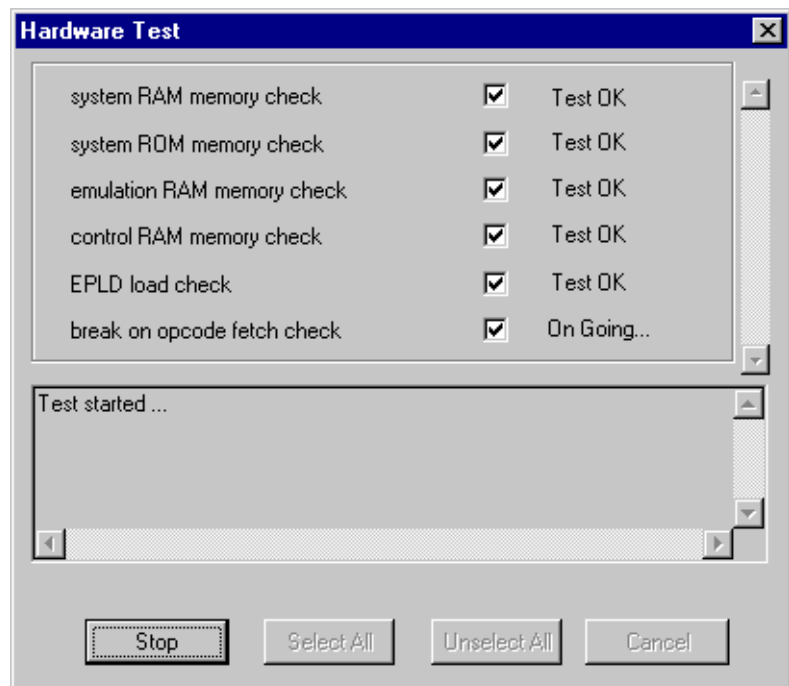 Hardware Test
system RAM memory check Test OK
system ROM memory check Test OK
emulation RAM memory check Test OK
control RAM memory check Test OK
EPLD load check Test OK
break on opcode fetch check On Going...
Test started ...
Stop Select All Unselect All Cancel